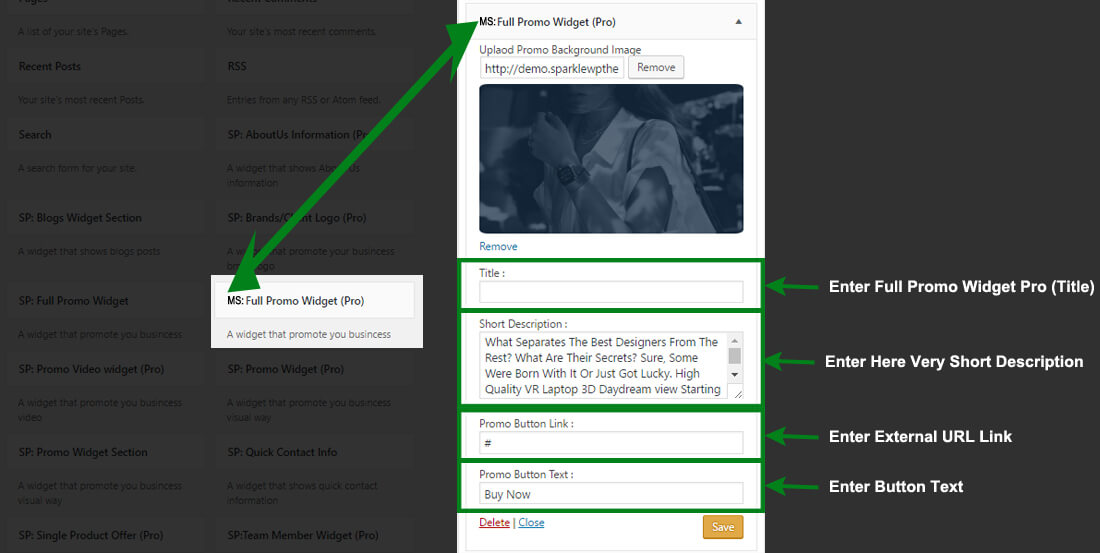 Pages
Recent Comments
A list of your site's Pages.
Your site's most recent comments.
Recent Posts
RSS
Your site's most recent Posts.
Entries from any RSS or Atom feed.
Search
SP: AboutUs Information (Pro)
A search form for your site.
A widget that shows About Us
information
SP: Blogs Widget Section
SP: Brands/Client Logo (Pro)
A widget that shows blogs posts
A widget that promote you business
brand logo
SP: Full Promo Widget
MS: Full Promo Widget (Pro)
A widget that promote you business
A widget that promote you business
SP: Promo Video widget (Pro)
SP: Promo Widget (Pro)
A widget that promote you business
video
A widget that promote you business
visual way
SP: Promo Widget Section
SP: Quick Contact Info
A widget that promote you business
visual way
A widget that shows quick contact
information
SP: Single Product Offer (Pro)
SP:Team Member Widget (Pro)
MS: Full Promo Widget (Pro)
Uplaod Promo Background Image
http://demo.sparklewpthe
Remove
Remove
Title :
Enter Full Promo Widget Pro (Title)
Short Description :
What Separates The Best Designers From The
Rest? What Are Their Secrets? Sure, Some
Were Born With It Or Just Got Lucky. High
Quality VR Laptop 3D Daydream view Starting
Enter Here Very Short Description
Promo Button Link :
#
Enter External URL Link
Promo Button Text :
Buy Now
Enter Button Text
Delete | Close
Save